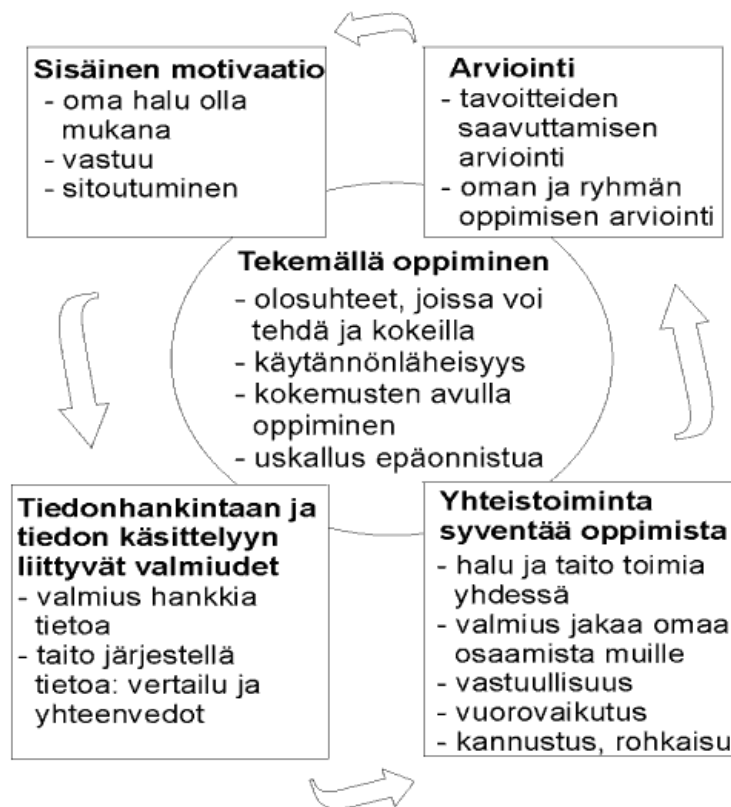 Sisäinen motivaatio
- oma halu olla
mukana
- vastuu
- sitoutuminen
Arviointi
- tavoitteiden
saavuttamisen
arviointi
- oman ja ryhmän
oppimisen arviointi
Tekemällä oppiminen
- olosuhteet, joissa voi
tehdä ja kokeilla
- käytännönläheisyys
- kokemusten avulla
oppiminen
- uskallus epäonnistua
Tiedonhankintaan ja
tiedon käsittelyyn
liittyvät valmiudet
- valmius hankkia
tietoa
- taito järjestellä
tietoa: vertailu ja
yhteenvedot
Yhteistoiminta
syventää oppimista
- halu ja taito toimia
yhdessä
- valmius jakaa omaa
osaamista muille
- vastuullisuus
- vuorovaikutus
- kannustus, rohkaisu